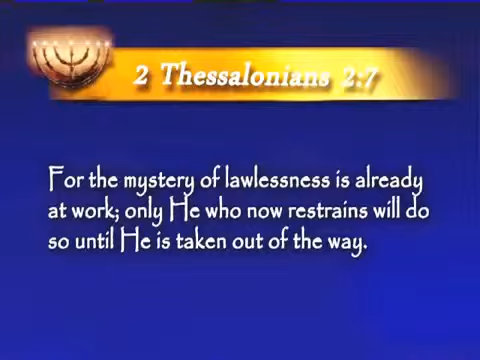 2 Thessalonians 2:7
For the mystery of lawlessness is already
at work; only He who now restrains will do
so until He is taken out of the way.